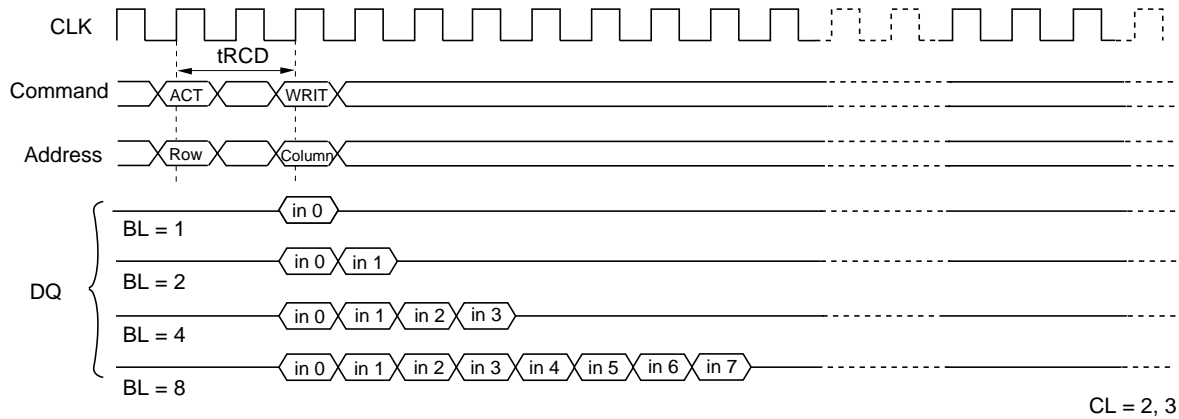 CLK
tRCD
Command ACT WRIT
Address Row Column
in 0
BL = 1
in 0 in 1
BL = 2
DQ
in 0 in 1 in 2 in 3
BL = 4
in 0 in 1 in 2 in 3 in 4 in 5 in 6 in 7
BL = 8
CL = 2, 3